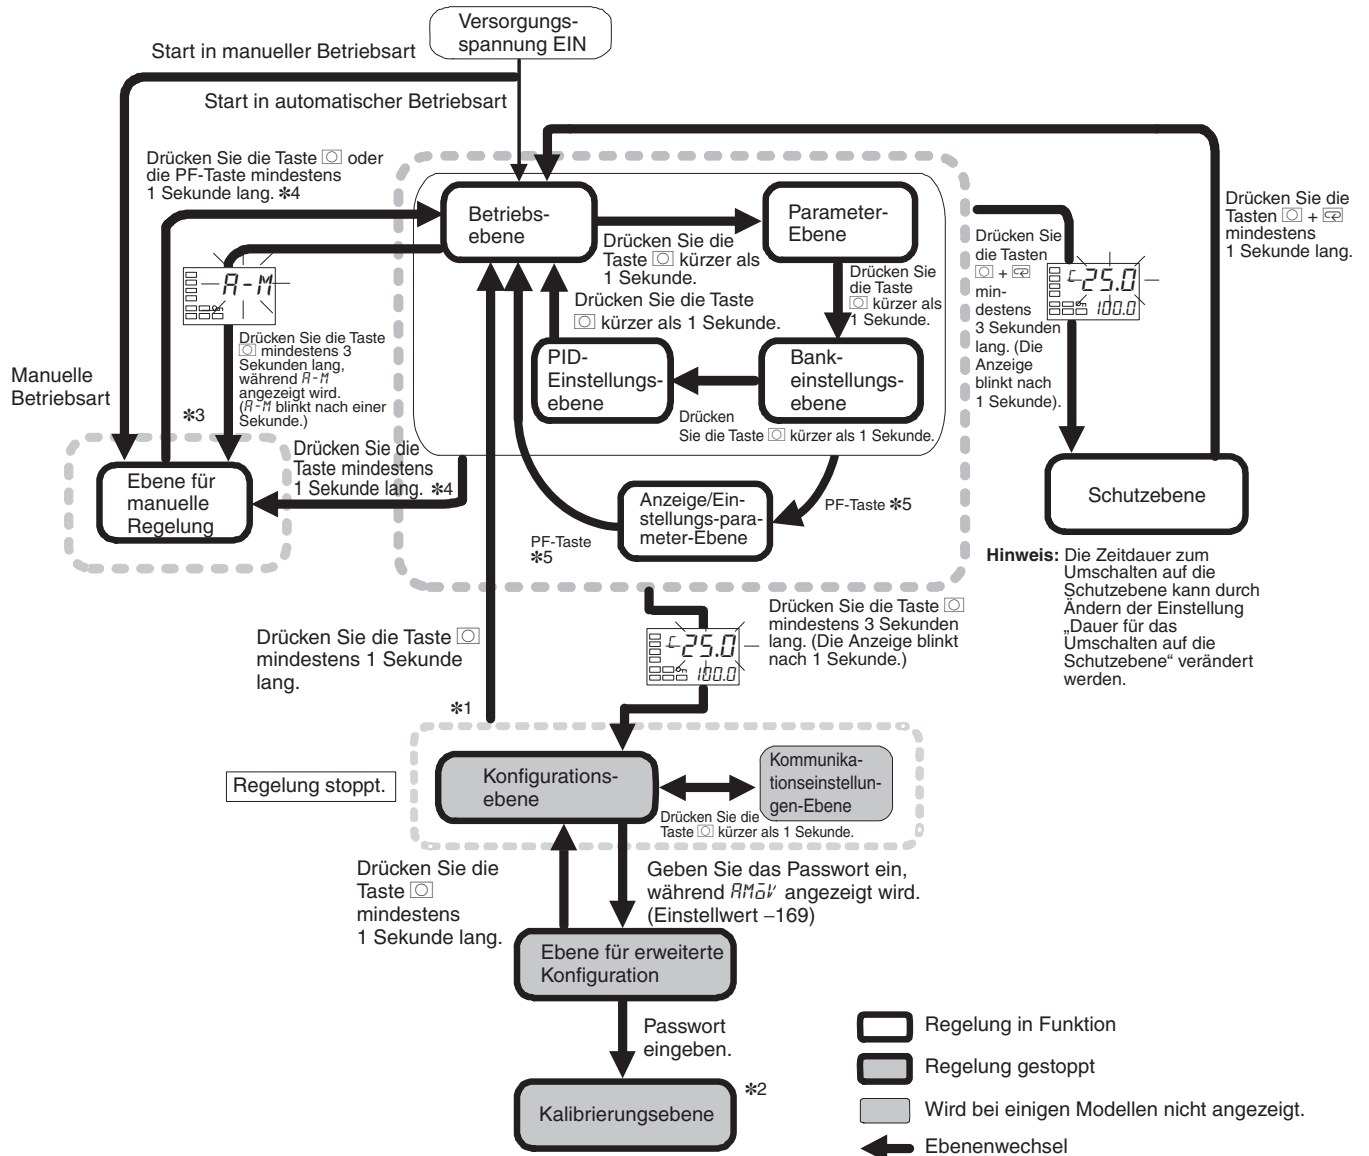 Versorgungs-
spannung EIN
Start in manueller Betriebsart
Start in automatischer Betriebsart
Drücken Sie die Taste oder
die PF-Taste mindestens
1 Sekunde lang. *4
Betriebs-
ebene
Parameter-
Ebene
Drücken Sie die
Taste kürzer als
1 Sekunde.
Drücken Sie
die Taste
kürzer als
1 Sekunde.
Drücken Sie die Taste
kürzer als 1 Sekunde.
PID-
Einstellungs-
ebene
Bank-
einstellungs-
ebene
Drücken
Sie die Taste kürzer als 1 Sekunde.
A-M
Drücken Sie die Taste
mindestens 3
Sekunden lang,
während A-M
angezeigt wird.
(A-M blinkt nach einer
Sekunde.)
Manuelle
Betriebsart
*3
Ebene für
manuelle
Regelung
Drücken Sie die
Taste mindestens
1 Sekunde lang. *4
Anzeige/Ein-
stellungs-para-
meter-Ebene
PF-Taste *5
PF-Taste
*5
Drücken Sie
die Tasten
+
min-
destens
3 Sekunden
lang. (Die
Anzeige
blinkt nach
1 Sekunde).
C 25.0
100.0
Drücken Sie die
Tasten +
mindestens
1 Sekunde lang.
Schutzebene
Hinweis: Die Zeitdauer zum
Umschalten auf die
Schutzebene kann durch
Ändern der Einstellung
„Dauer für das
Umschalten auf die
Schutzebene“ verändert
werden.
Drücken Sie die Taste
mindestens 3 Sekunden
lang. (Die Anzeige blinkt
nach 1 Sekunde.)
C 25.0
100.0
Drücken Sie die Taste
mindestens 1 Sekunde
lang.
*1
Regelung stoppt.
Konfigurations-
ebene
Kommunika-
tionseinstellun-
gen-Ebene
Drücken Sie die
Taste kürzer als 1 Sekunde.
Drücken Sie die
Taste
mindestens
1 Sekunde lang.
Geben Sie das Passwort ein,
während AMoV angezeigt wird.
(Einstellwert –169)
Ebene für erweiterte
Konfiguration
Passwort
eingeben.
Kalibrierungsebene
*2
Regelung in Funktion
Regelung gestoppt
Wird bei einigen Modellen nicht angezeigt.
Ebenenwechsel